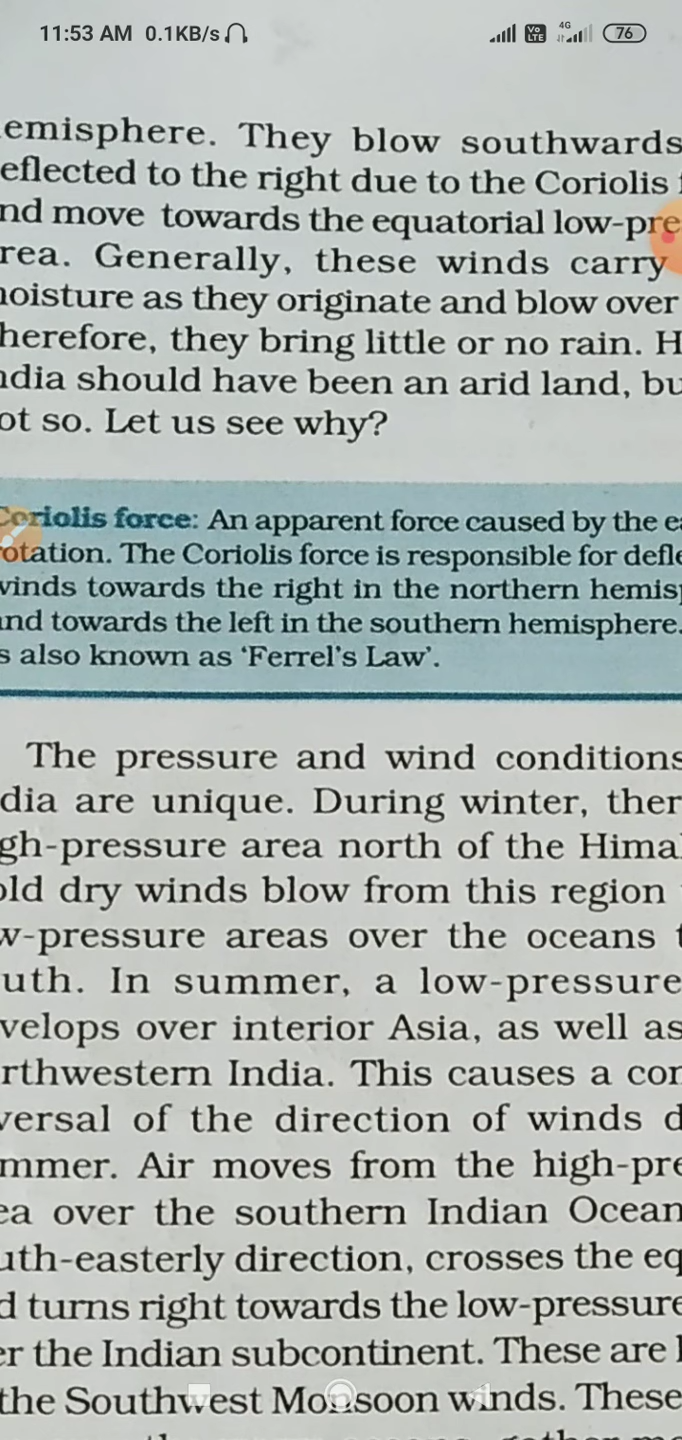 11:53 AM 0.1KB/s
Vo LTE 4G 76
emisphere. They blow southwards
eflected to the right due to the Coriolis
nd move towards the equatorial low-pre
rea. Generally, these winds carry
noisture as they originate and blow over
herefore, they bring little or no rain. H
ndia should have been an arid land, bu
ot so. Let us see why?
Coriolis force: An apparent force caused by the ea
rotation. The Coriolis force is responsible for defle
winds towards the right in the northern hemisp
and towards the left in the southern hemisphere.
s also known as 'Ferrel's Law'.
The pressure and wind conditions
dia are unique. During winter, ther
gh-pressure area north of the Himal
old dry winds blow from this region
w-pressure areas over the oceans t
uth. In summer, a low-pressure
velops over interior Asia, as well as
rthwestern India. This causes a con
versal of the direction of winds d
mmer. Air moves from the high-pre
ea over the southern Indian Ocean
uth-easterly direction, crosses the eq
d turns right towards the low-pressure
er the Indian subcontinent. These are
the Southwest Monsoon winds. These